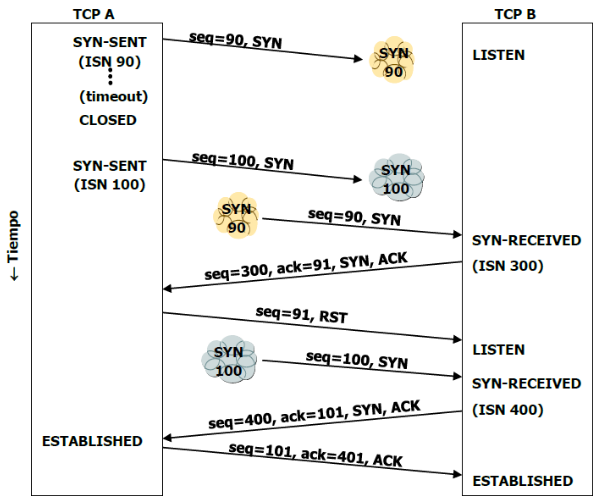 TCP A
TCP B
SYN-SENT
(ISN 90)
seq=90, SYN
SYN
90
LISTEN
(timeout)
CLOSED
SYN-SENT
(ISN 100)
seq=100, SYN
SYN
100
SYN
90
seq=90, SYN
SYN-RECEIVED
(ISN 300)
← Tiempo
seq=300, ack=91, SYN, ACK
seq=91, RST
LISTEN
SYN
100
seq=100, SYN
SYN-RECEIVED
(ISN 400)
seq=400, ack=101, SYN, ACK
ESTABLISHED
seq=101, ack=401, ACK
ESTABLISHED